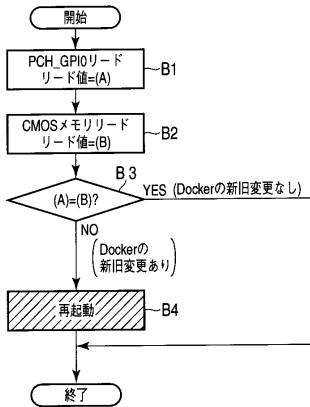 開始
PCH_GPIOリード
リード値=(A)
B1
CMOSメモリリード
リード値=(B)
B2
B3
(A)=(B)?
YES (Dockerの新旧変更なし)
NO
(Dockerの
新旧変更あり)
再起動
B4
終了